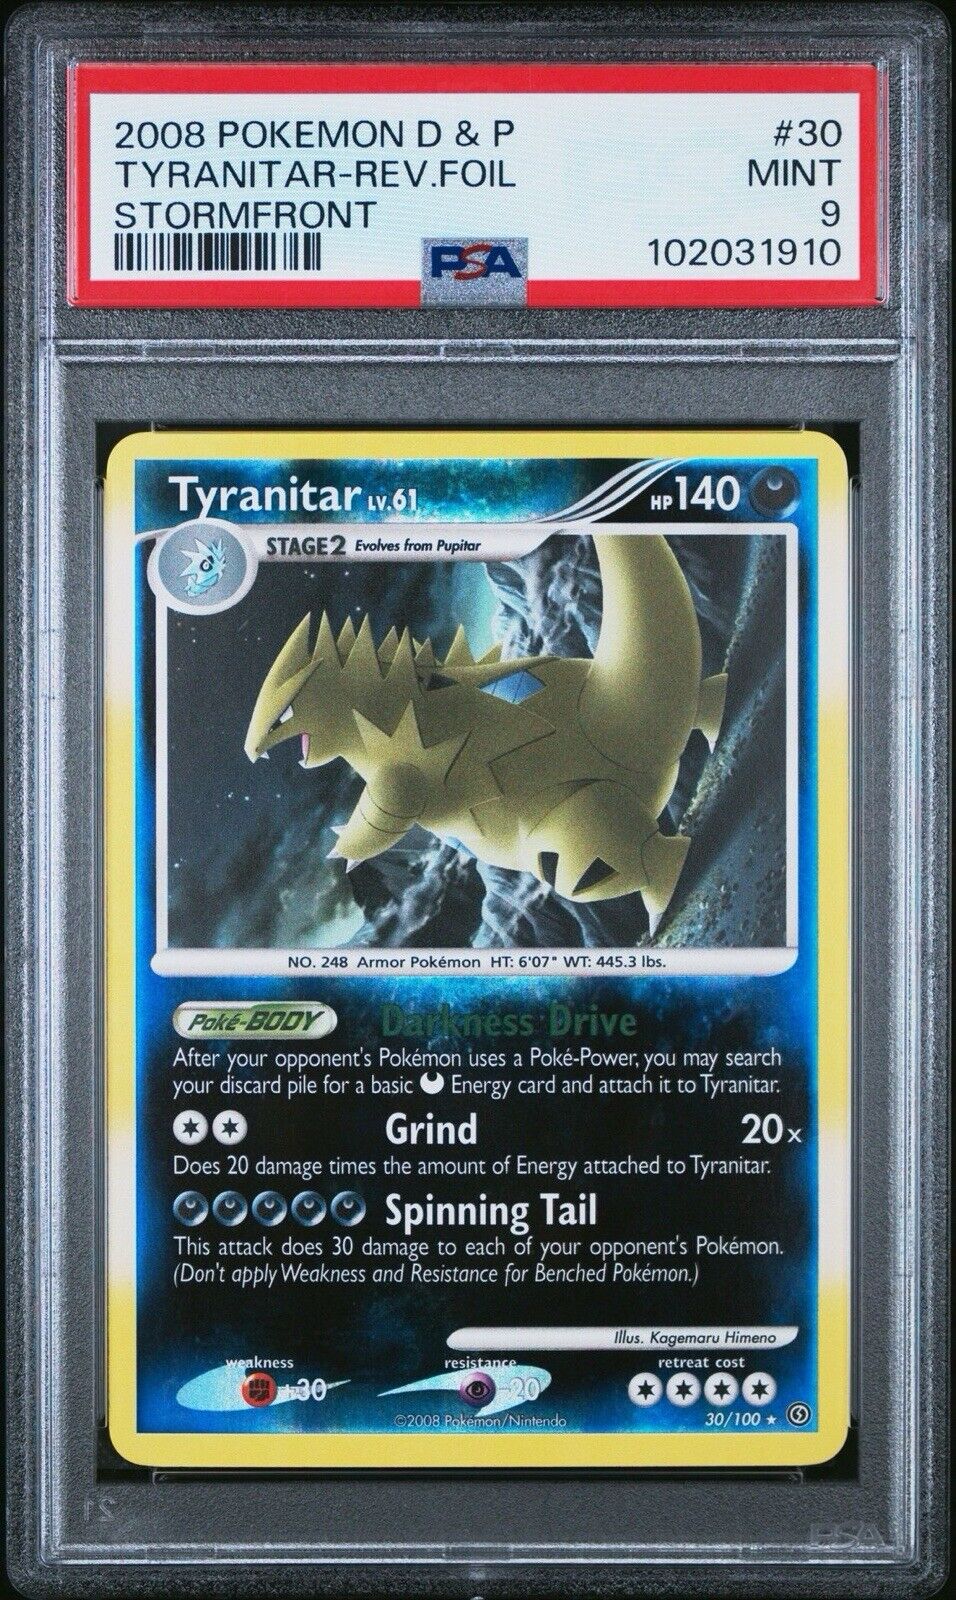 2008 POKEMON D & P #30
TYRANITAR-REV.FOIL MINT
STORMFRONT 9
PSA 102031910
Tyranitar LV.61 HP 140
STAGE2 Evolves from Pupitar
NO. 248 Armor Pokémon HT: 6'07" WT: 445.3 lbs.
Poké-BODY Darkness Drive
After your opponent's Pokémon uses a Poké-Power, you may search
your discard pile for a basic Energy card and attach it to Tyranitar.
Grind 20x
Does 20 damage times the amount of Energy attached to Tyranitar.
Spinning Tail
This attack does 30 damage to each of your opponent's Pokémon.
(Don't apply Weakness and Resistance for Benched Pokémon.)
Illus. Kagemaru Himeno
weakness resistance retreat cost
+30 -20
©2008 Pokémon/Nintendo 30/100 ★
21 PSA